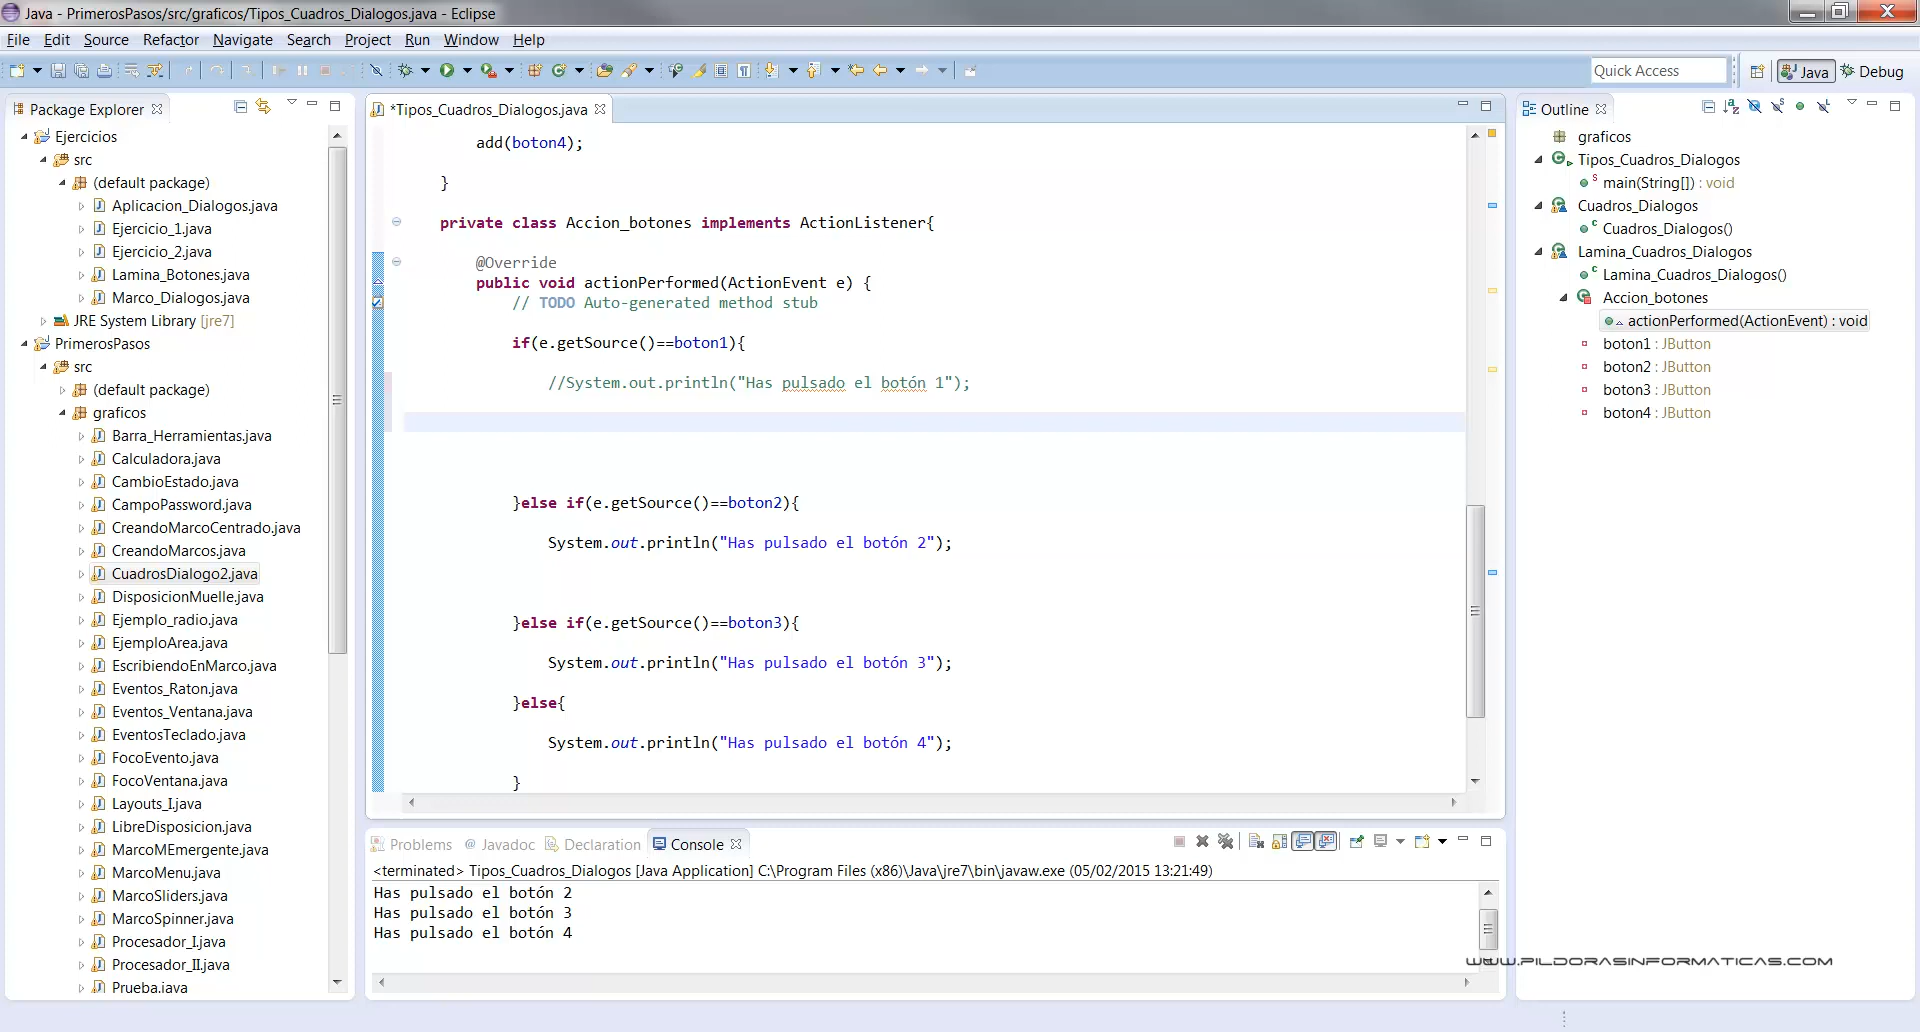 Java - PrimerosPasos/src/graficos/Tipos_Cuadros_Dialogos.java - Eclipse
File Edit Source Refactor Navigate Search Project Run Window Help
Quick Access
Java
Debug
Package Explorer
Ejercicios
src
(default package)
Aplicacion_Dialogos.java
Ejercicio_1.java
Ejercicio_2.java
Lamina_Botones.java
Marco_Dialogos.java
JRE System Library [jre7]
PrimerosPasos
src
(default package)
graficos
Barra_Herramientas.java
Calculadora.java
CambioEstado.java
CampoPassword.java
CreandoMarcoCentrado.java
CreandoMarcos.java
CuadrosDialogo2.java
DisposicionMuelle.java
Ejemplo_radio.java
EjemploArea.java
EscribiendoEnMarco.java
Eventos_Raton.java
Eventos_Ventana.java
EventosTeclado.java
FocoEvento.java
FocoVentana.java
Layouts_I.java
LibreDisposicion.java
MarcoMEmergente.java
MarcoMenu.java
MarcoSliders.java
MarcoSpinner.java
Procesador_I.java
Procesador_II.java
Prueba.java
*Tipos_Cuadros_Dialogos.java
add(boton4);
}
private class Accion_botones implements ActionListener{
@Override
public void actionPerformed(ActionEvent e) {
// TODO Auto-generated method stub
if(e.getSource()==boton1){
//System.out.println("Has pulsado el botón 1");
}else if(e.getSource()==boton2){
System.out.println("Has pulsado el botón 2");
}else if(e.getSource()==boton3){
System.out.println("Has pulsado el botón 3");
}else{
System.out.println("Has pulsado el botón 4");
}
Problems @ Javadoc Declaration Console
<terminated> Tipos_Cuadros_Dialogos [Java Application] C:\Program Files (x86)\Java\jre7\bin\javaw.exe (05/02/2015 13:21:49)
Has pulsado el botón 2
Has pulsado el botón 3
Has pulsado el botón 4
Outline
graficos
Tipos_Cuadros_Dialogos
main(String[]) : void
Cuadros_Dialogos
Cuadros_Dialogos()
Lamina_Cuadros_Dialogos
Lamina_Cuadros_Dialogos()
Accion_botones
actionPerformed(ActionEvent) : void
boton1 : JButton
boton2 : JButton
boton3 : JButton
boton4 : JButton
WWW.PILDORASINFORMATICAS.COM